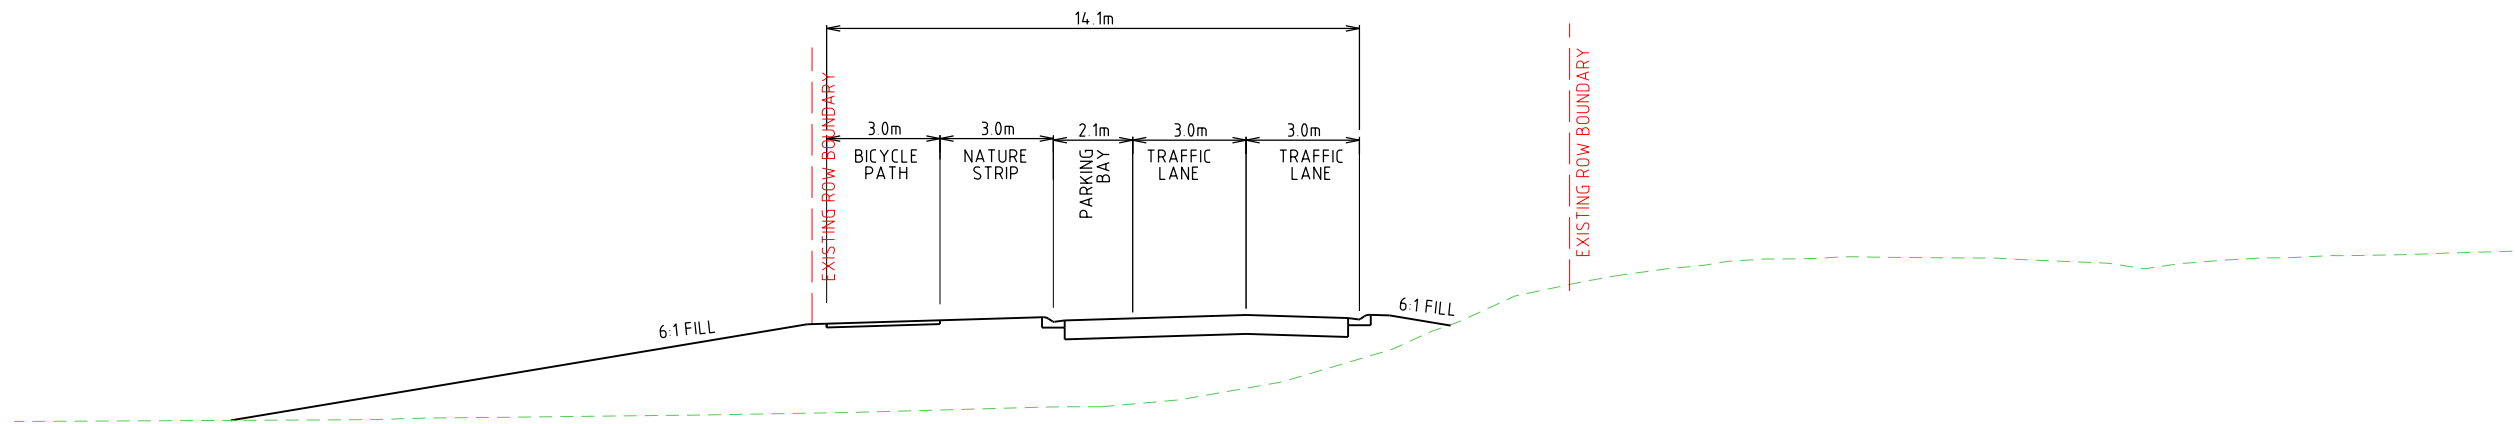 14.1m
EXISTING ROW BOUNDARY
3.0m
3.0m
2.1m
3.0m
3.0m
BICYCLE
PATH
NATURE
STRIP
PARKING
BAY
TRAFFIC
LANE
TRAFFIC
LANE
EXISTING ROW BOUNDARY
6:1 FILL
6:1 FILL